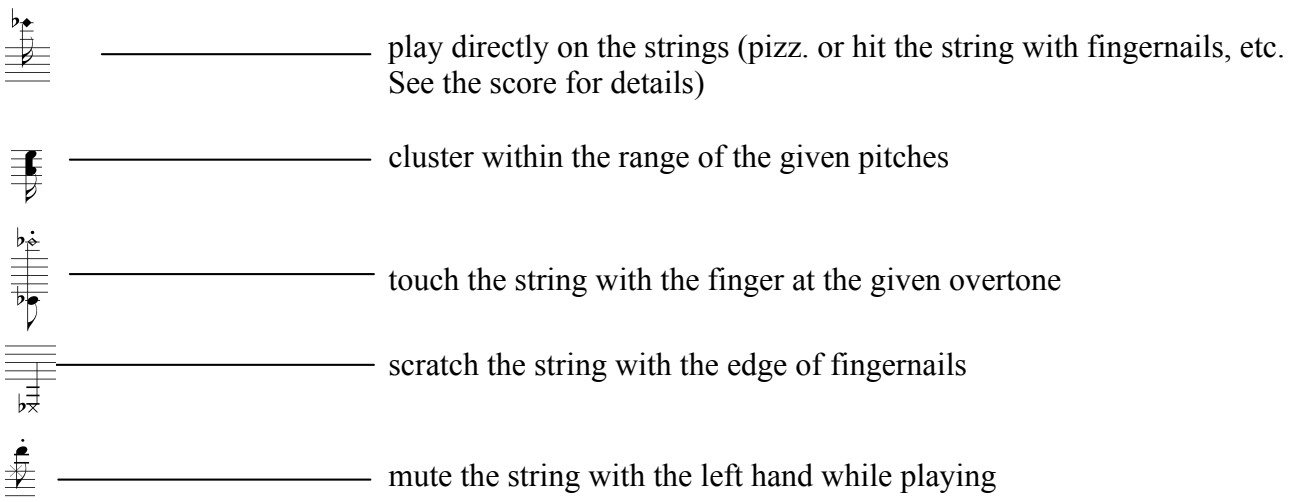 play directly on the strings (pizz. or hit the string with fingernails, etc.
See the score for details)
cluster within the range of the given pitches
touch the string with the finger at the given overtone
scratch the string with the edge of fingernails
mute the string with the left hand while playing